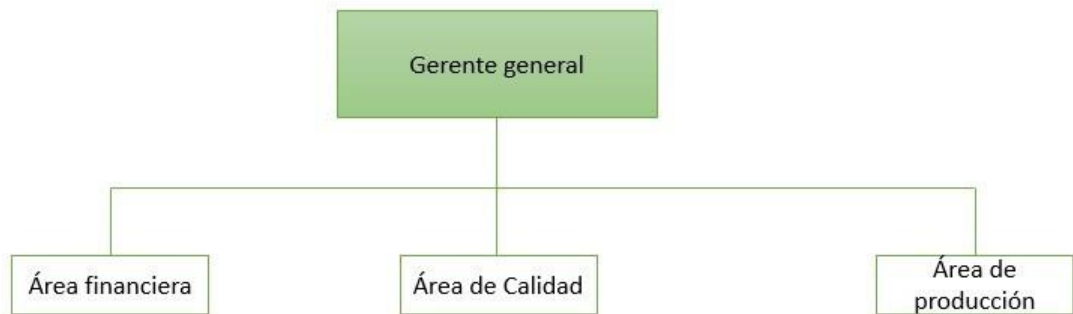 Gerente general
Área financiera
Área de Calidad
Área de
producción